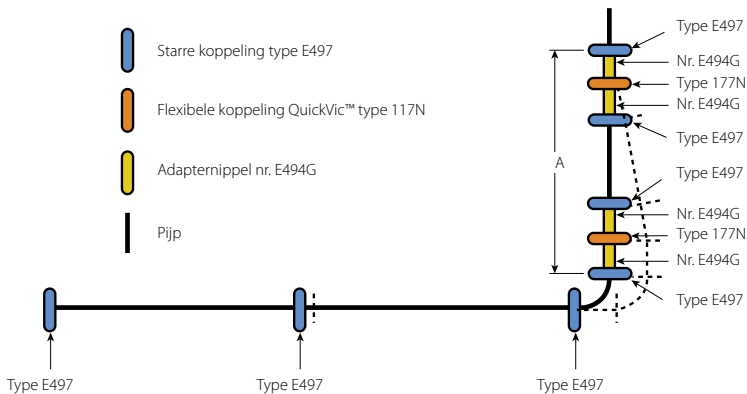 Starre koppeling type E497
Flexibele koppeling QuickVic™ type 117N
Adapternippel nr. E494G
Pijp
A
Type E497
Nr. E494G
Type 177N
Nr. E494G
Type E497
Type E497
Nr. E494G
Type 177N
Nr. E494G
Type E497
Type E497
Type E497
Type E497